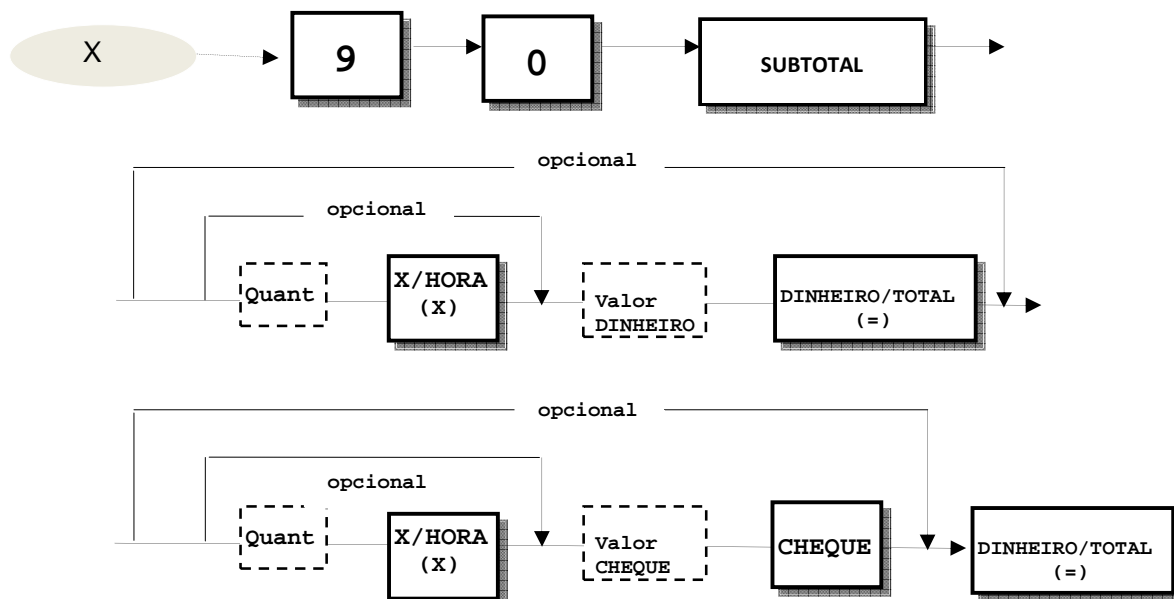 X
9
0
SUBTOTAL
opcional
opcional
Quant
X/HORA
(X)
Valor
DINHEIRO
DINHEIRO/TOTAL
(=)
opcional
opcional
Quant
X/HORA
(X)
Valor
CHEQUE
CHEQUE
DINHEIRO/TOTAL
(=)